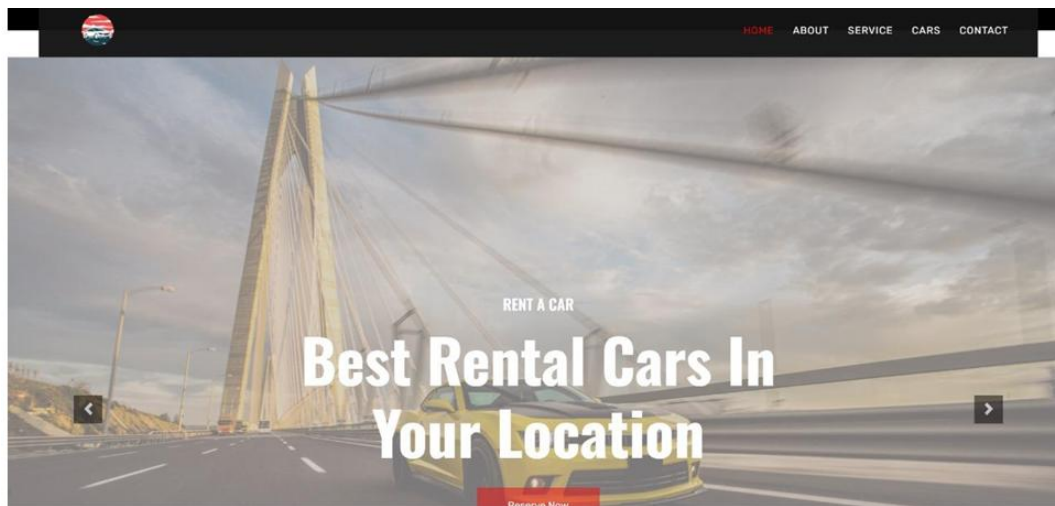 HOME
ABOUT
SERVICE
CARS
CONTACT
RENT A CAR
Best Rental Cars In
Your Location
Reserve Now